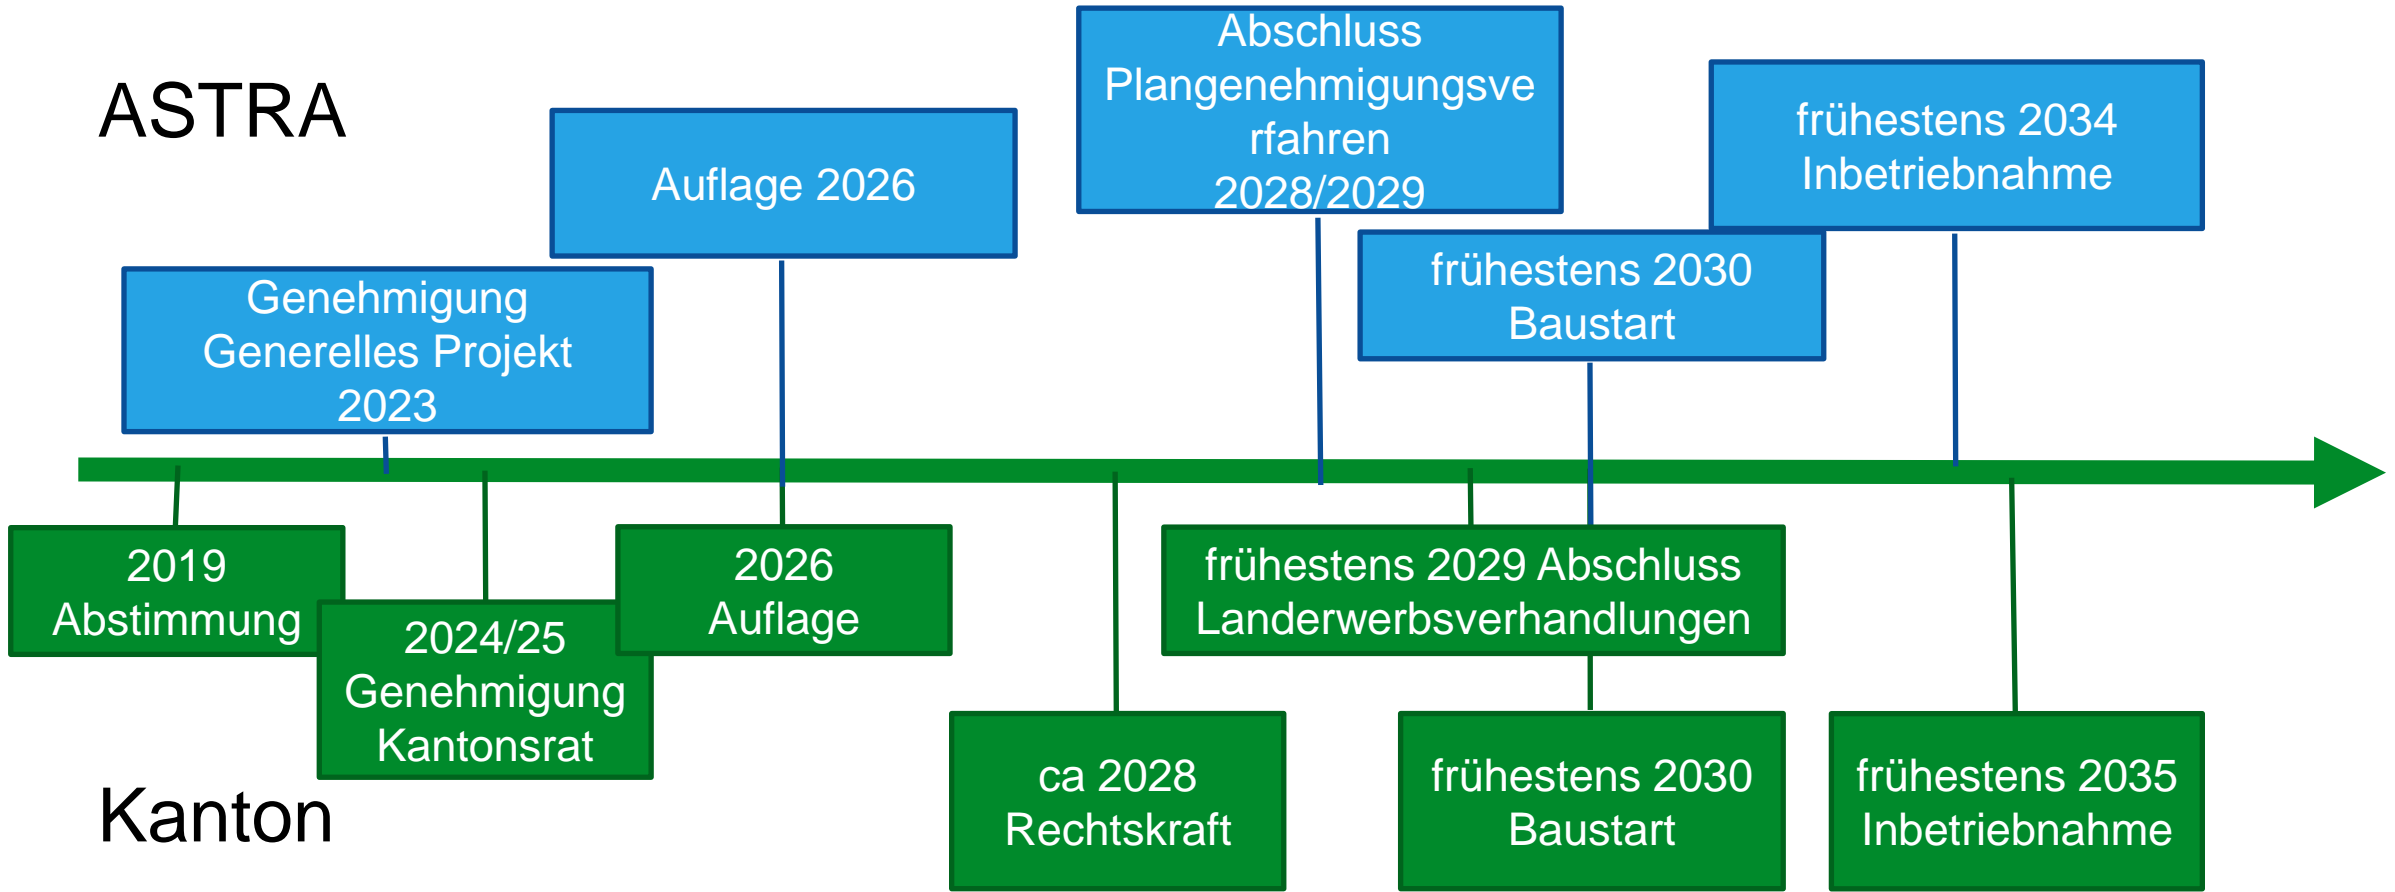 ASTRA
Genehmigung
Generelles Projekt
2023
Auflage 2026
Abschluss
Plangenehmigungsve
rfahren
2028/2029
frühestens 2030
Baustart
frühestens 2034
Inbetriebnahme
2019
Abstimmung
2024/25
Genehmigung
Kantonsrat
2026
Auflage
ca 2028
Rechtskraft
frühestens 2029 Abschluss
Landerwerbsverhandlungen
frühestens 2030
Baustart
frühestens 2035
Inbetriebnahme
Kanton